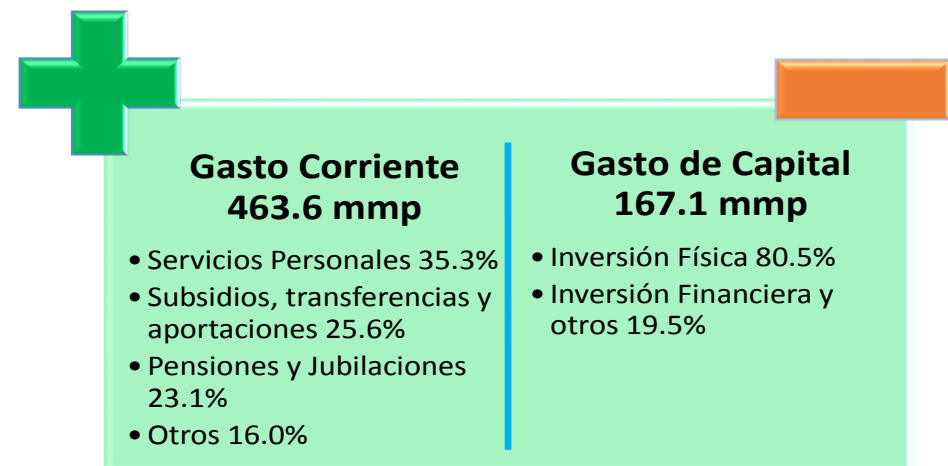 Gasto Corriente
463.6 mmp
• Servicios Personales 35.3%
• Subsidios, transferencias y
aportaciones 25.6%
• Pensiones y Jubilaciones
23.1%
• Otros 16.0%
Gasto de Capital
167.1 mmp
• Inversión Física 80.5%
• Inversión Financiera y
otros 19.5%